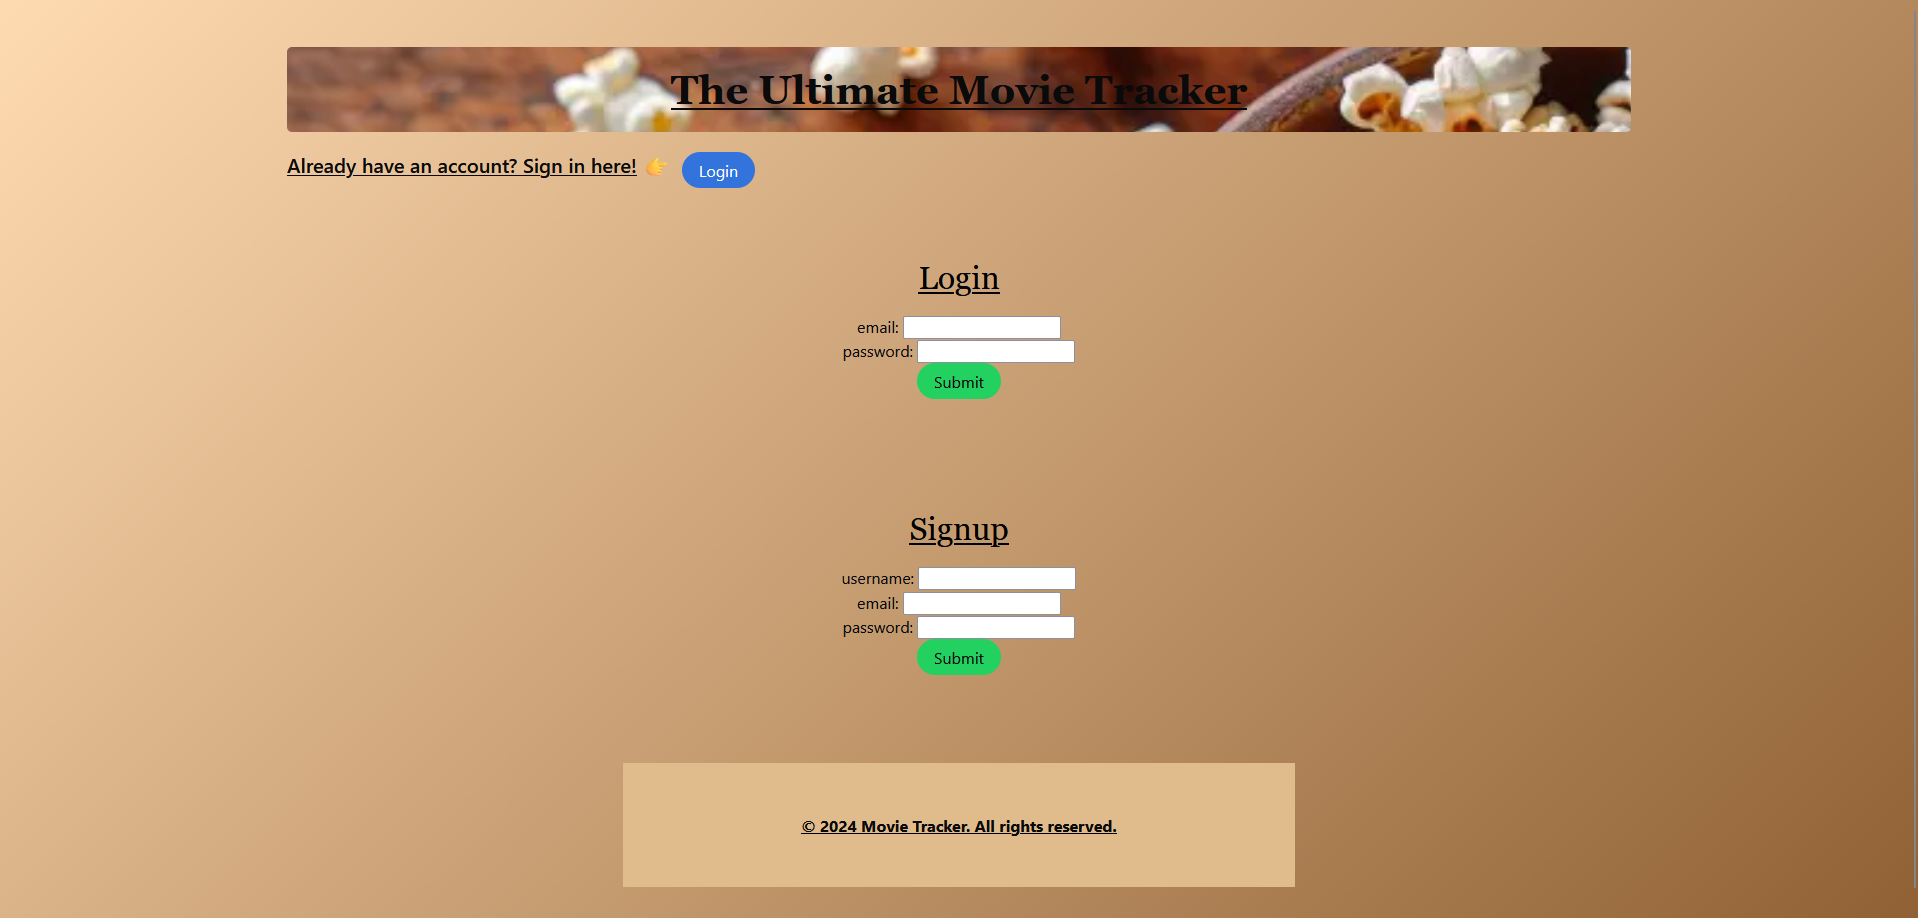 The Ultimate Movie Tracker
Already have an account? Sign in here! 👉 Login
Login
email:
password:
Submit
Signup
username:
email:
password:
Submit
© 2024 Movie Tracker. All rights reserved.